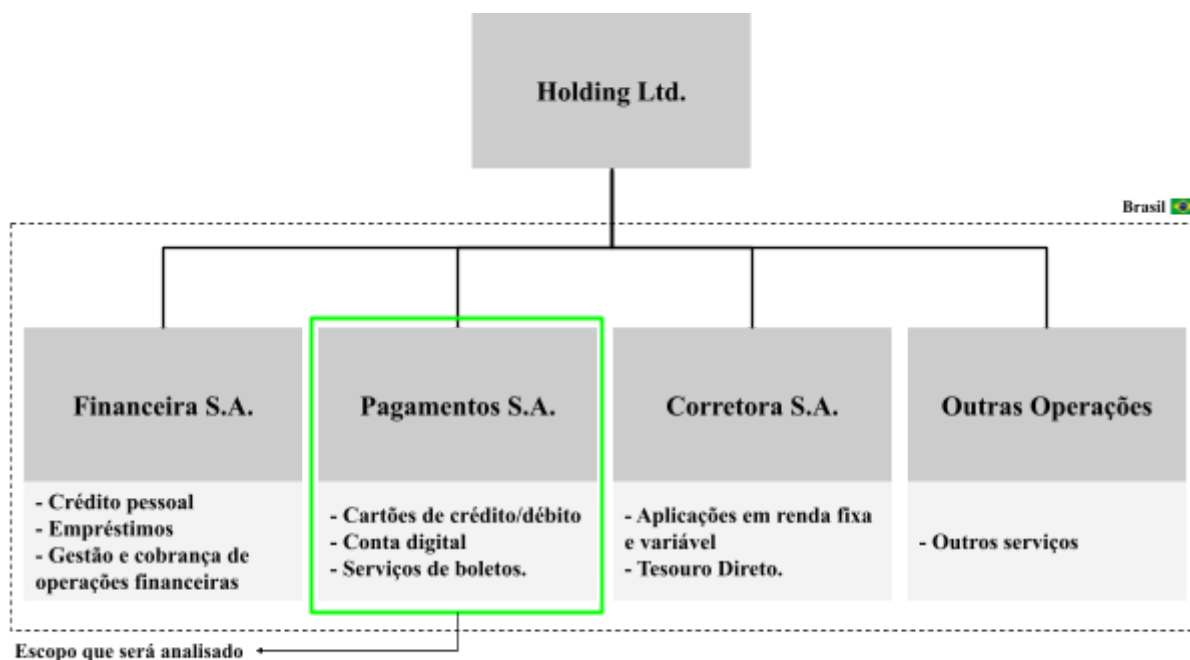 Holding Ltd.
Brasil
Financeira S.A.
Pagamentos S.A.
Corretora S.A.
Outras Operações
- Crédito pessoal
- Empréstimos
- Gestão e cobrança de
operações financeiras
- Cartões de crédito/débito
- Conta digital
- Serviços de boletos.
- Aplicações em renda fixa
e variável
- Tesouro Direto.
- Outros serviços
Escopo que será analisado